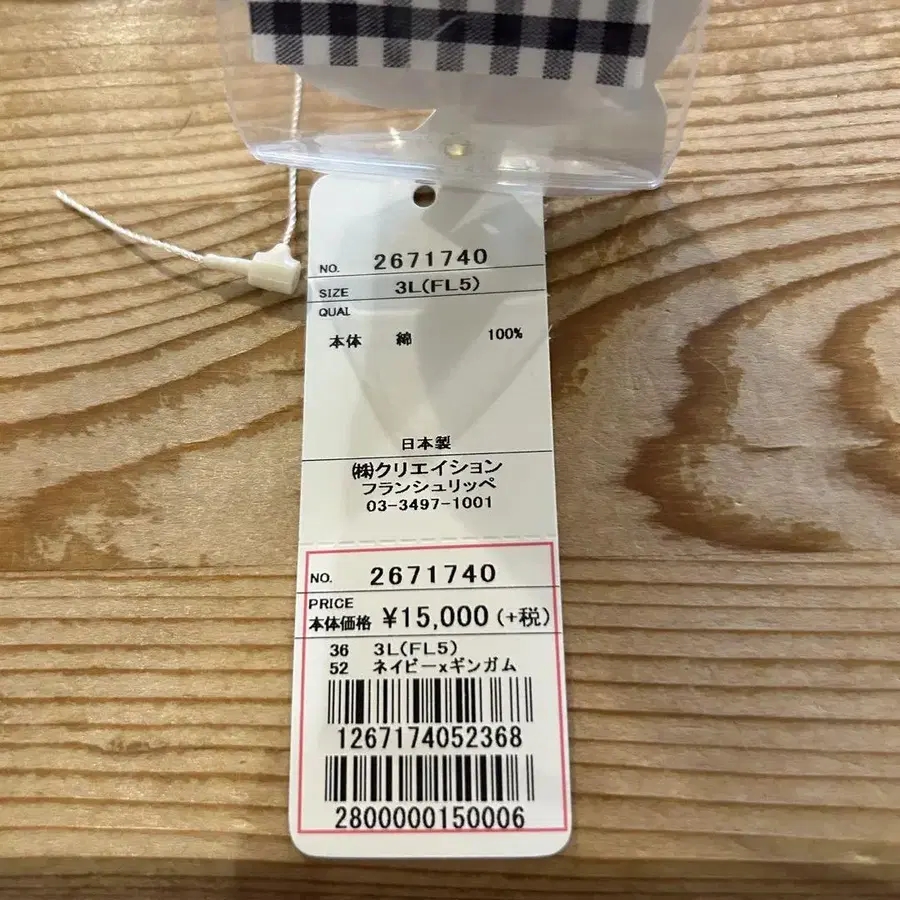 NO. 2671740
SIZE 3L(FL5)
QUAL
本体 綿 100%
日本製
㈱クリエイション
フランシュリッペ
03-3497-1001
NO. 2671740
PRICE
本体価格 ¥15,000(+税)
36 3L(FL5)
52 ネイビーxギンガム
1267174052368
2800000150006